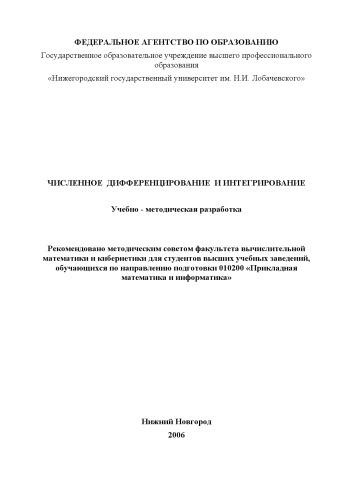 ФЕДЕРАЛЬНОЕ АГЕНТСТВО ПО ОБРАЗОВАНИЮ
Государственное образовательное учреждение высшего профессионального
образования
«Нижегородский государственный университет им. Н.И. Лобачевского»
ЧИСЛЕННОЕ ДИФФЕРЕНЦИРОВАНИЕ И ИНТЕГРИРОВАНИЕ
Учебно - методическая разработка
Рекомендовано методическим советом факультета вычислительной
математики и кибернетики для студентов высших учебных заведений,
обучающихся по направлению подготовки 010200 «Прикладная
математика и информатика»
Нижний Новгород
2006